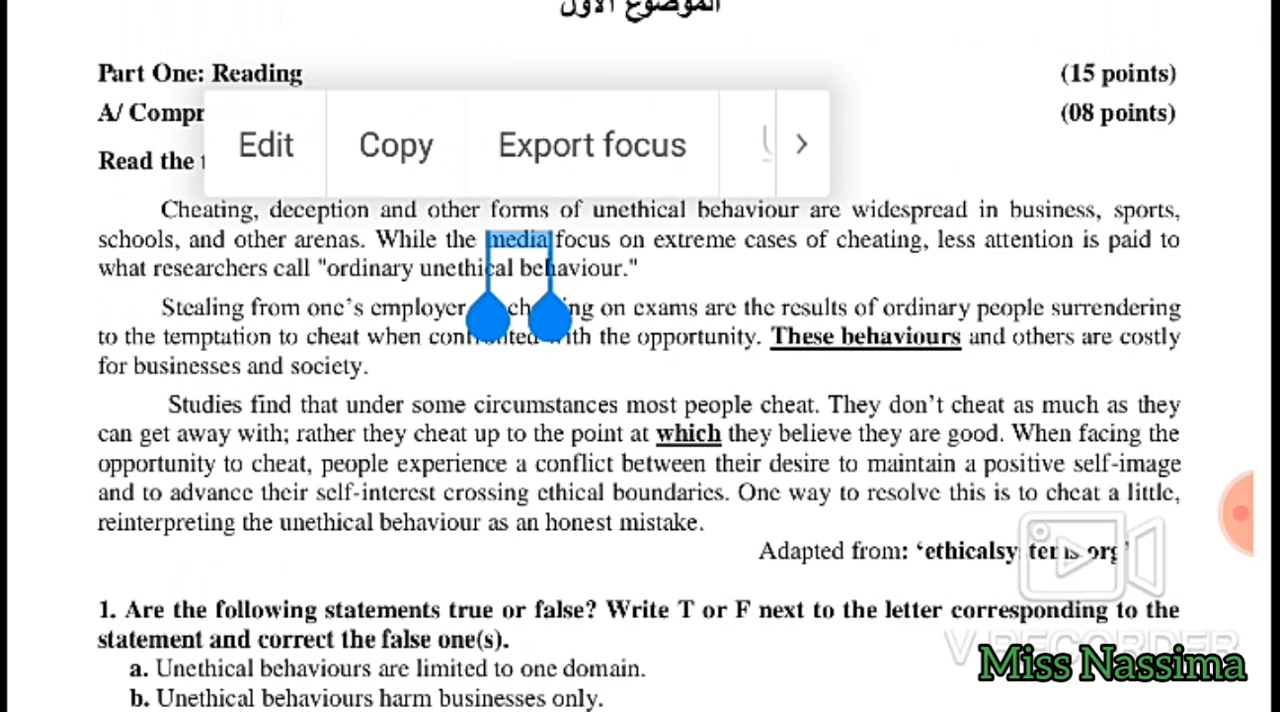 الموضوع الأول
Part One: Reading (15 points)
A/ Compr (08 points)
Edit Copy Export focus
Read the
Cheating, deception and other forms of unethical behaviour are widespread in business, sports,
schools, and other arenas. While the media focus on extreme cases of cheating, less attention is paid to
what researchers call "ordinary unethical behaviour."
Stealing from one's employer ing on exams are the results of ordinary people surrendering
to the temptation to cheat when confronted with the opportunity. These behaviours and others are costly
for businesses and society.
Studies find that under some circumstances most people cheat. They don't cheat as much as they
can get away with; rather they cheat up to the point at which they believe they are good. When facing the
opportunity to cheat, people experience a conflict between their desire to maintain a positive self-image
and to advance their self-interest crossing ethical boundaries. One way to resolve this is to cheat a little,
reinterpreting the unethical behaviour as an honest mistake.
Adapted from: 'ethicalsystems.org'
1. Are the following statements true or false? Write T or F next to the letter corresponding to the
statement and correct the false one(s).
a. Unethical behaviours are limited to one domain.
V RECORDER
Miss Nassima
b. Unethical behaviours harm businesses only.